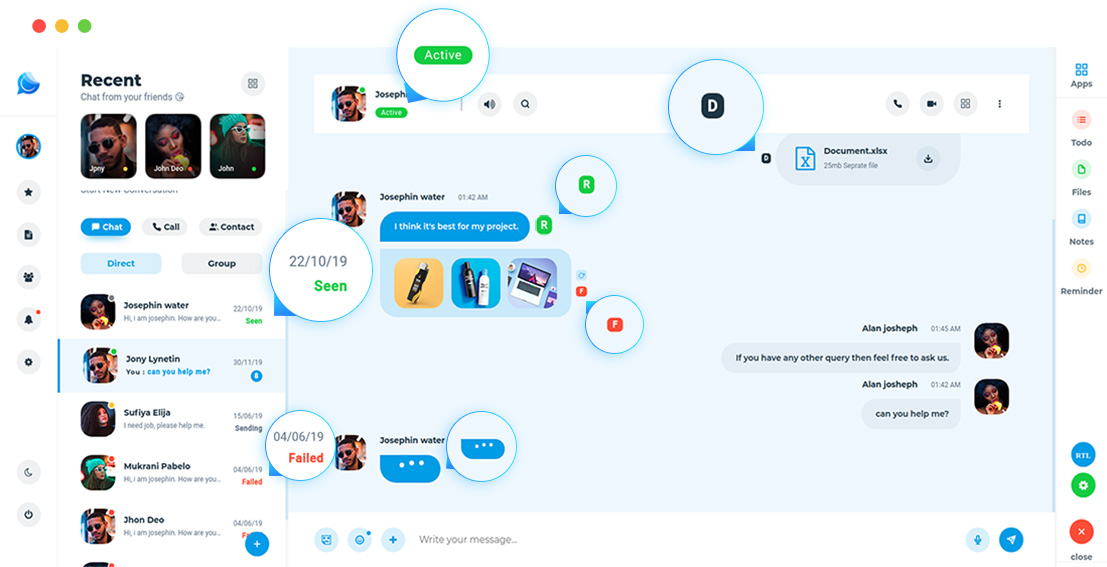 Active
Recent
Chat from your friends 😘
Jpny
John Deo
John
Chat
Call
Contact
Direct
Group
Josephin water
22/10/19
Hi, i am josephin. How are you...
Seen
Jony Lynetin
30/11/19
You : can you help me?
8
Sufiya Elija
15/06/19
I need job, please help me.
Sending
Mukrani Pabelo
04/06/19
Hi, i am josephin. How are you...
Failed
Jhon Deo
04/06/19
Hi, i am josephin. How are you...
Active
D
D
Document.xlsx
25mb Seprate file
Josephin water 01:42 AM
I think it's best for my project.
R
R
22/10/19
Seen
F
F
Alan josheph 01:45 AM
If you have any other query then feel free to ask us.
Alan josheph 01:42 AM
can you help me?
04/06/19
Failed
Josephin water
Write your message...
Apps
Todo
Files
Notes
Reminder
RTL
close